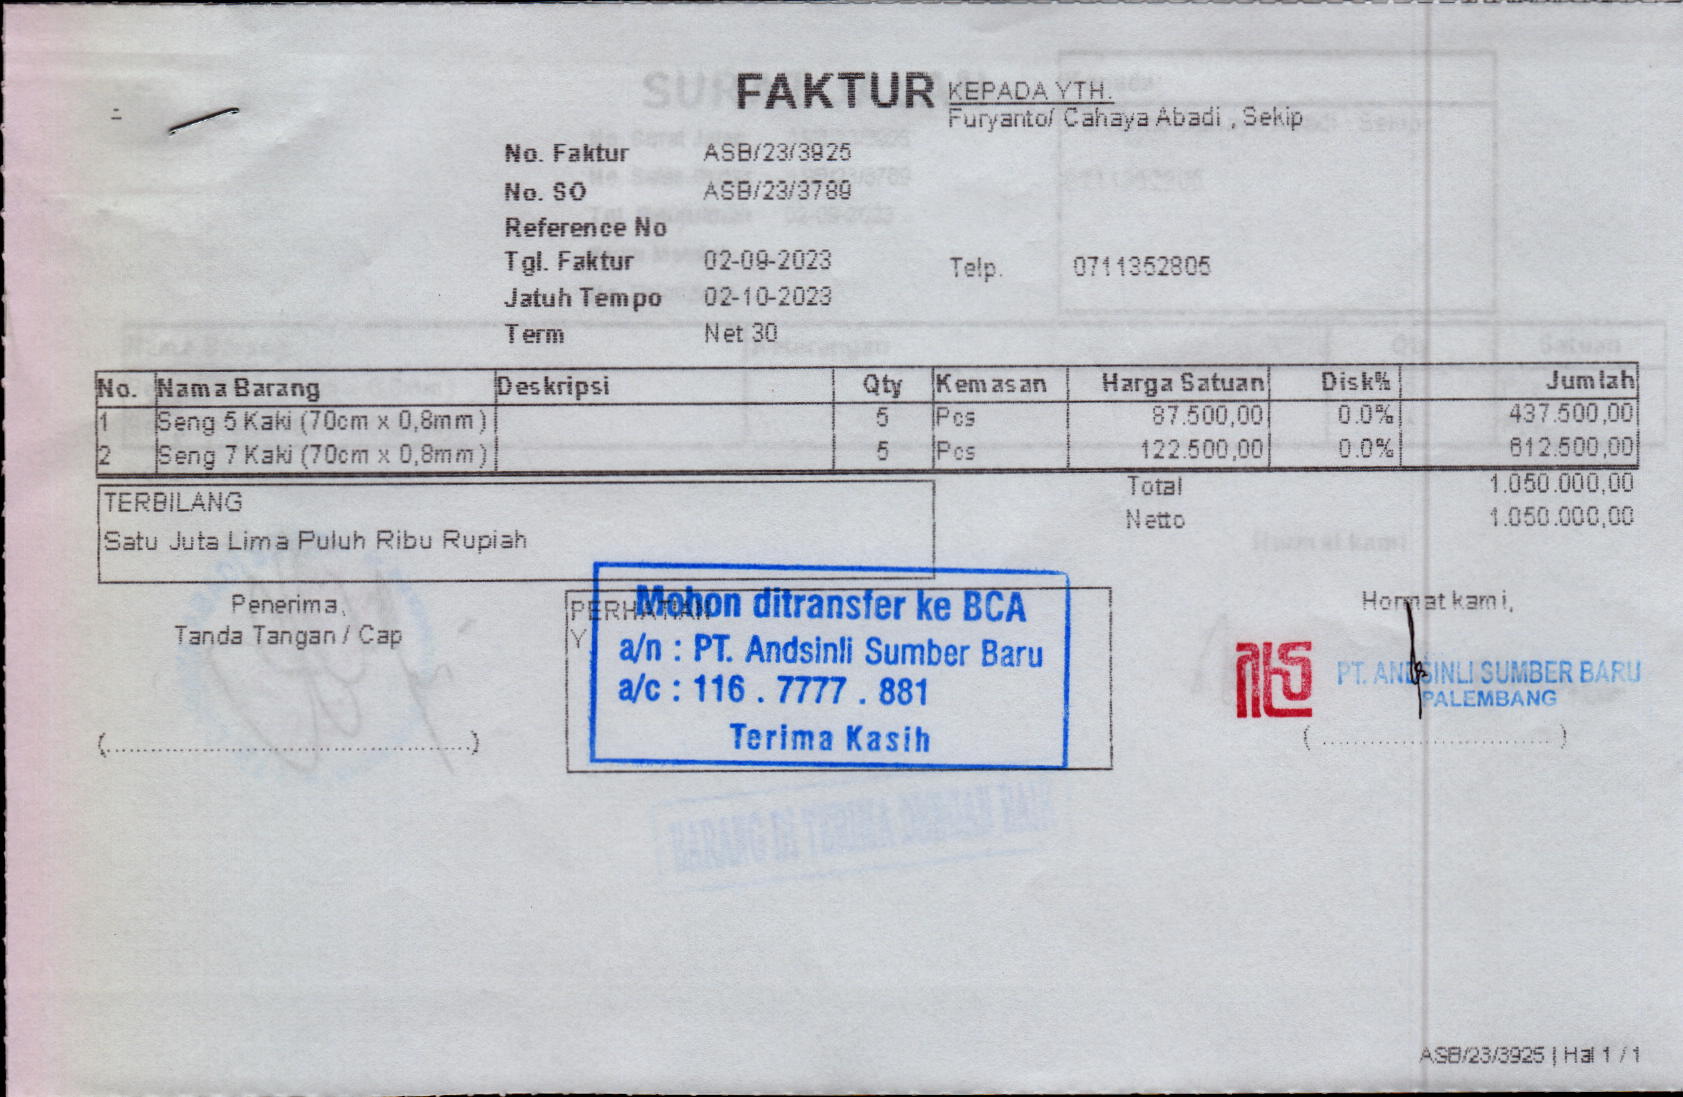 FAKTUR
KEPADA YTH.
Furyanto/ Cahaya Abadi , Sekip
No. Faktur ASB/23/3925
No. SO ASB/23/3789
Reference No
Tgl. Faktur 02-09-2023
Telp. 0711352805
Jatuh Tempo 02-10-2023
Term Net 30
No. Nama Barang Deskripsi Qty Kemasan Harga Satuan Disk% Jumlah
1 Seng 5 Kaki (70cm x 0,8mm) 5 Pcs 87.500,00 0.0% 437.500,00
2 Seng 7 Kaki (70cm x 0,8mm) 5 Pcs 122.500,00 0.0% 612.500,00
Total 1.050.000,00
Netto 1.050.000,00
TERBILANG
Satu Juta Lima Puluh Ribu Rupiah
Penerima,
Tanda Tangan / Cap
PERHATIAN
Y
Mohon ditransfer ke BCA
a/n : PT. Andsinli Sumber Baru
a/c : 116 . 7777 . 881
Terima Kasih
Hormat kami,
PT. ANDSINLI SUMBER BARU
PALEMBANG
ASB/23/3925 | Hal 1 / 1